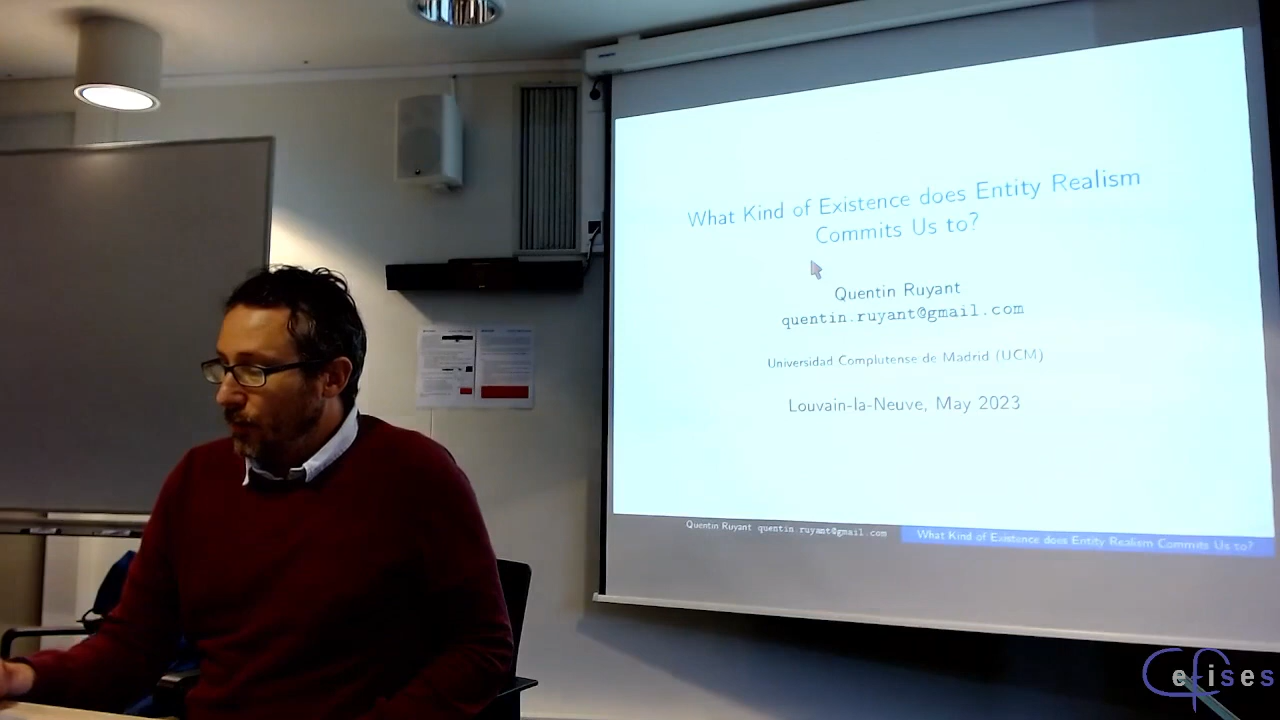 What Kind of Existence does Entity Realism
Commits Us to?
Quentin Ruyant
quentin.ruyant@gmail.com
Universidad Complutense de Madrid (UCM)
Louvain-la-Neuve, May 2023
Quentin Ruyant quentin.ruyant@gmail.com
What Kind of Existence does Entity Realism Commits Us to?
Cefises